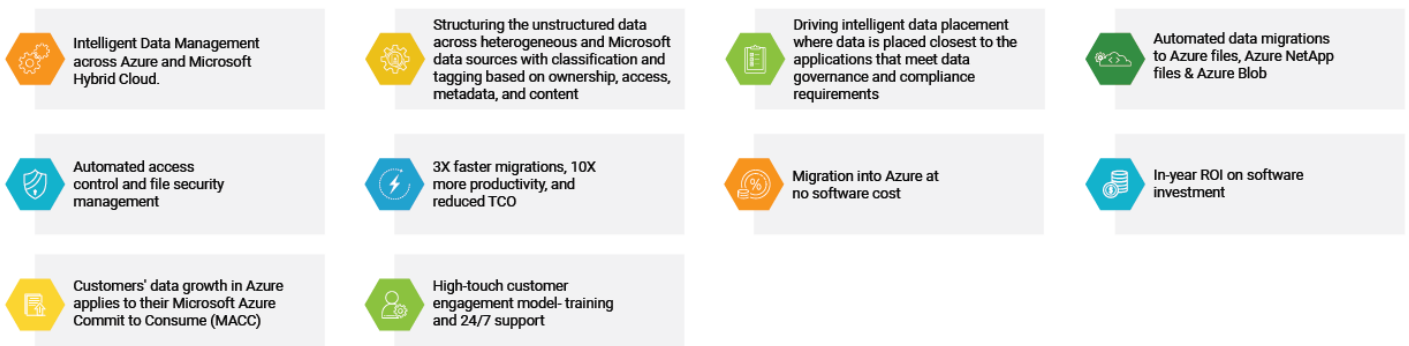 Intelligent Data Management
across Azure and Microsoft
Hybrid Cloud.
Structuring the unstructured data
across heterogeneous and Microsoft
data sources with classification and
tagging based on ownership, access,
metadata, and content
Driving intelligent data placement
where data is placed closest to the
applications that meet data
governance and compliance
requirements
Automated data migrations
to Azure files, Azure NetApp
files & Azure Blob
Automated access
control and file security
management
3X faster migrations, 10X
more productivity, and
reduced TCO
Migration into Azure at
no software cost
In-year ROI on software
investment
Customers' data growth in Azure
applies to their Microsoft Azure
Commit to Consume (MACC)
High-touch customer
engagement model- training
and 24/7 support